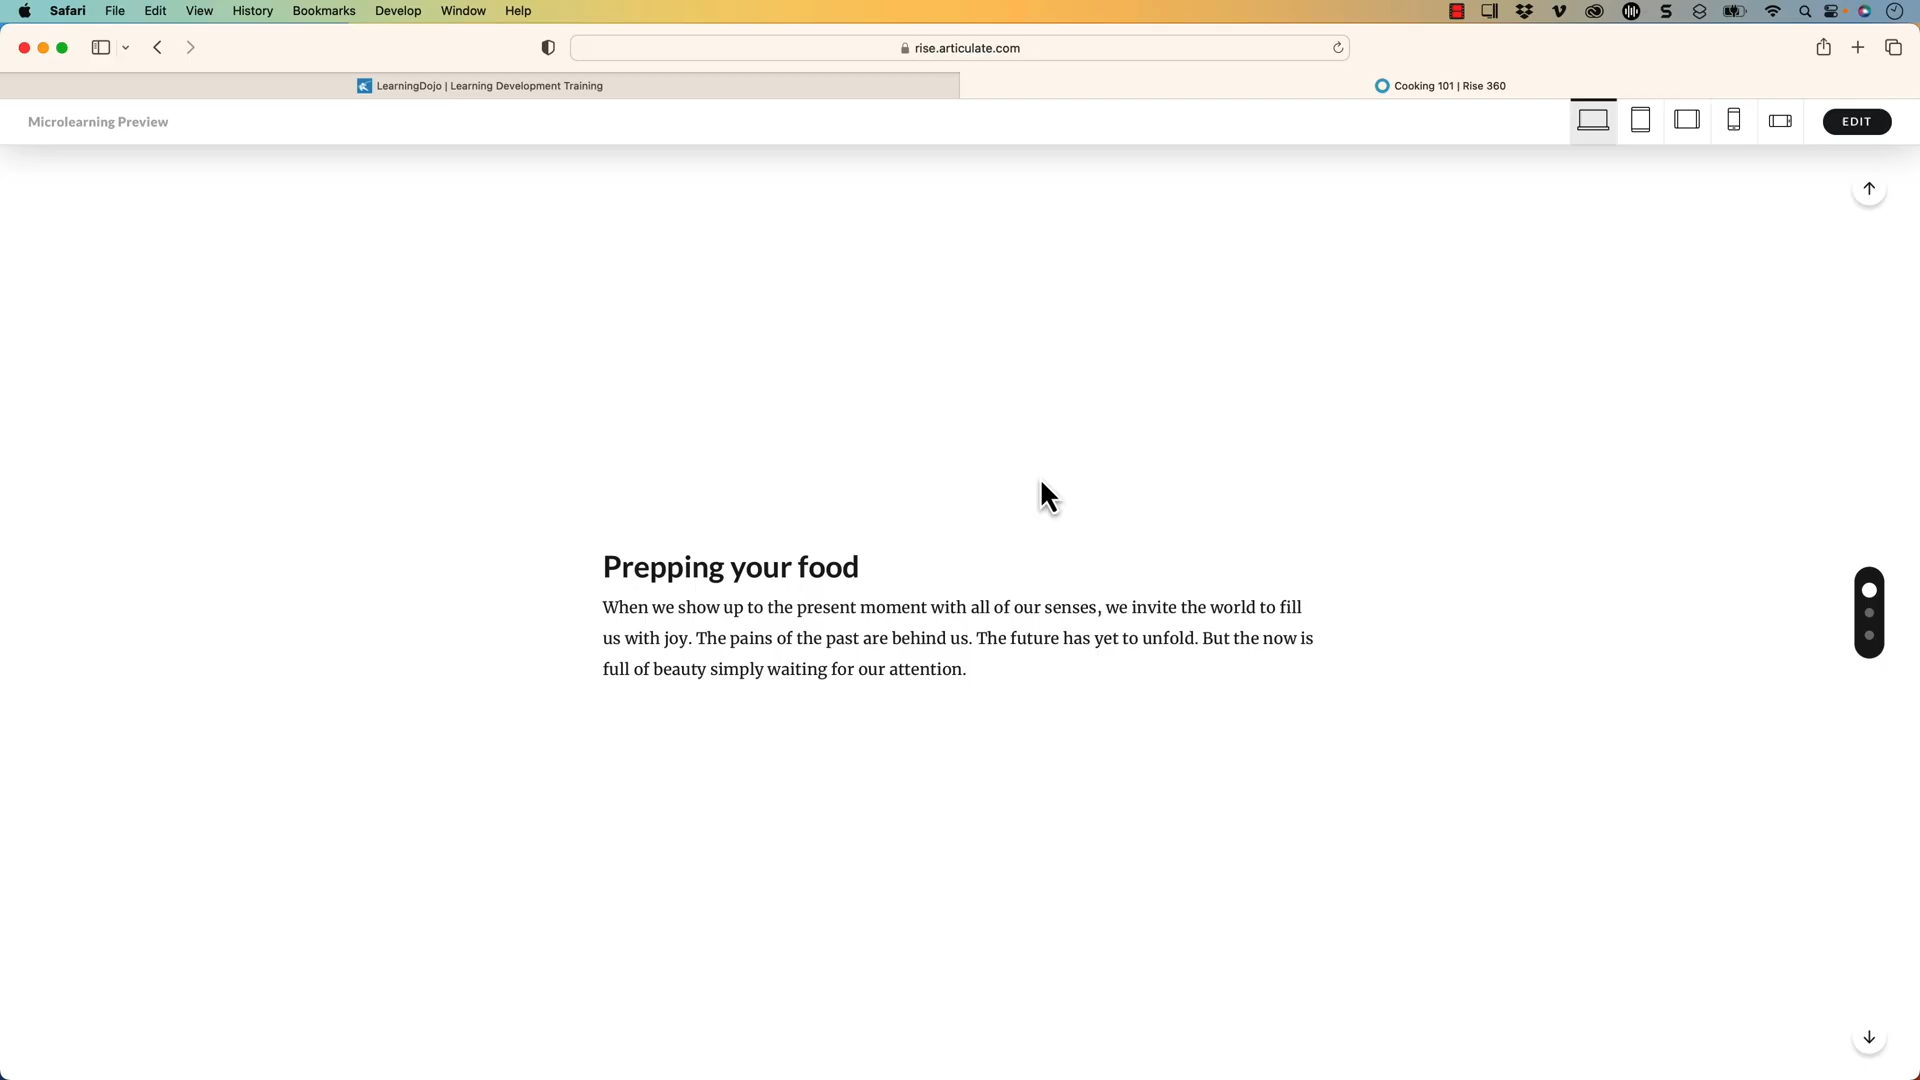 Safari File Edit View History Bookmarks Develop Window Help
rise.articulate.com
LearningDojo | Learning Development Training
Cooking 101 | Rise 360
Microlearning Preview
EDIT
Prepping your food
When we show up to the present moment with all of our senses, we invite the world to fill
us with joy. The pains of the past are behind us. The future has yet to unfold. But the now is
full of beauty simply waiting for our attention.